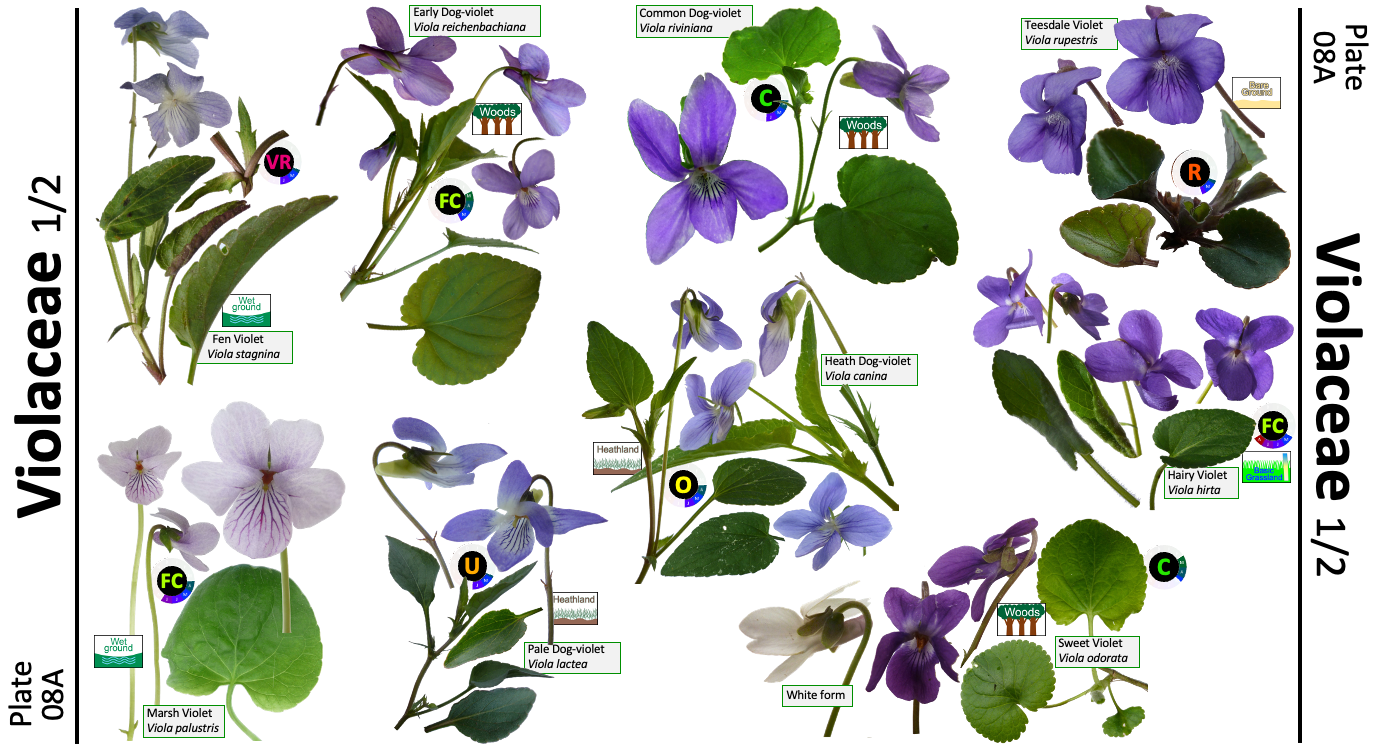 Violaceae 1/2
Plate
08A
VR
Wet
ground
Fen Violet
Viola stagnina
Early Dog-violet
Viola reichenbachiana
Woods
FC
Common Dog-violet
Viola riviniana
C
Woods
Teesdale Violet
Viola rupestris
Bare
Ground
R
Plate
08A
Violaceae 1/2
Heath Dog-violet
Viola canina
Heathland
O
FC
Basic
Grassland
Hairy Violet
Viola hirta
FC
Wet
ground
Marsh Violet
Viola palustris
U
Heathland
Pale Dog-violet
Viola lactea
White form
Woods
C
Sweet Violet
Viola odorata